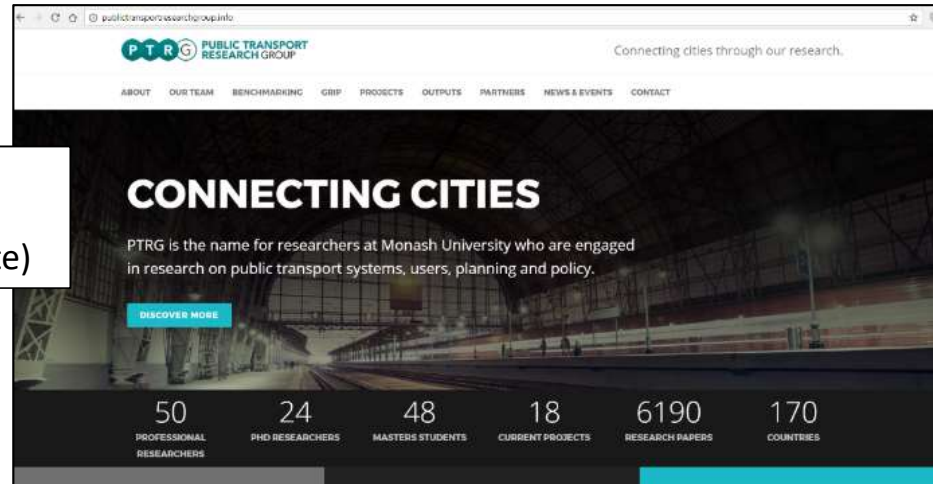 publictransportresearchgroup.info
PTRG PUBLIC TRANSPORT
RESEARCH GROUP
Connecting cities through our research.
ABOUT OUR TEAM BENCHMARKING GRIP PROJECTS OUTPUTS PARTNERS NEWS & EVENTS CONTACT
CONNECTING CITIES
PTRG is the name for researchers at Monash University who are engaged
in research on public transport systems, users, planning and policy.
DISCOVER MORE
50 24 48 18 6190 170
PROFESSIONAL PHD RESEARCHERS MASTERS STUDENTS CURRENT PROJECTS RESEARCH PAPERS COUNTRIES
RESEARCHERS